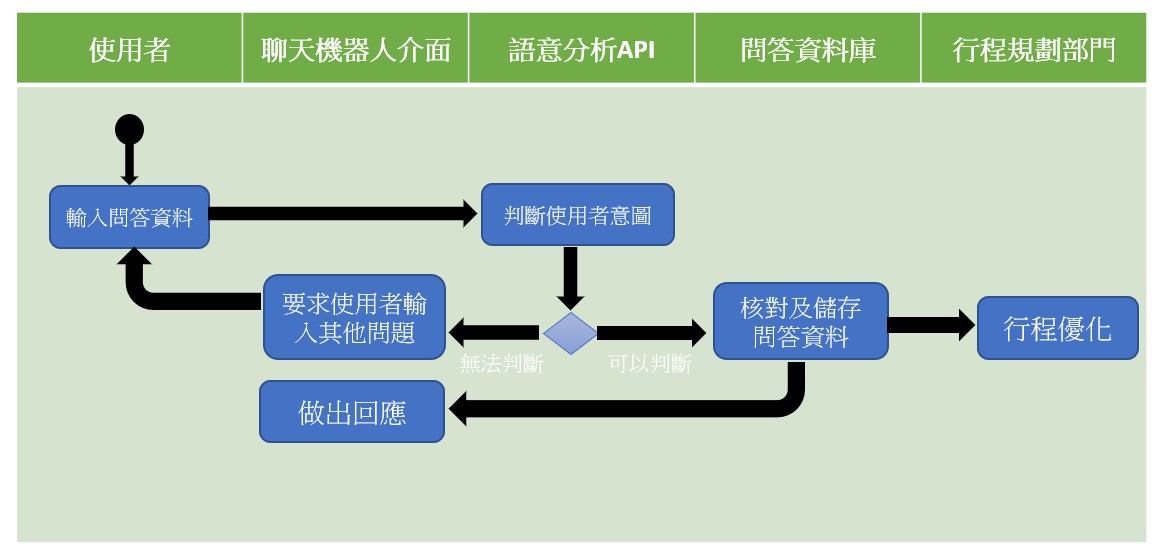 使用者
聊天機器人介面
語意分析API
問答資料庫
行程規劃部門
輸入問答資料
判斷使用者意圖
要求使用者輸
入其他問題
無法判斷
可以判斷
核對及儲存
問答資料
行程優化
做出回應